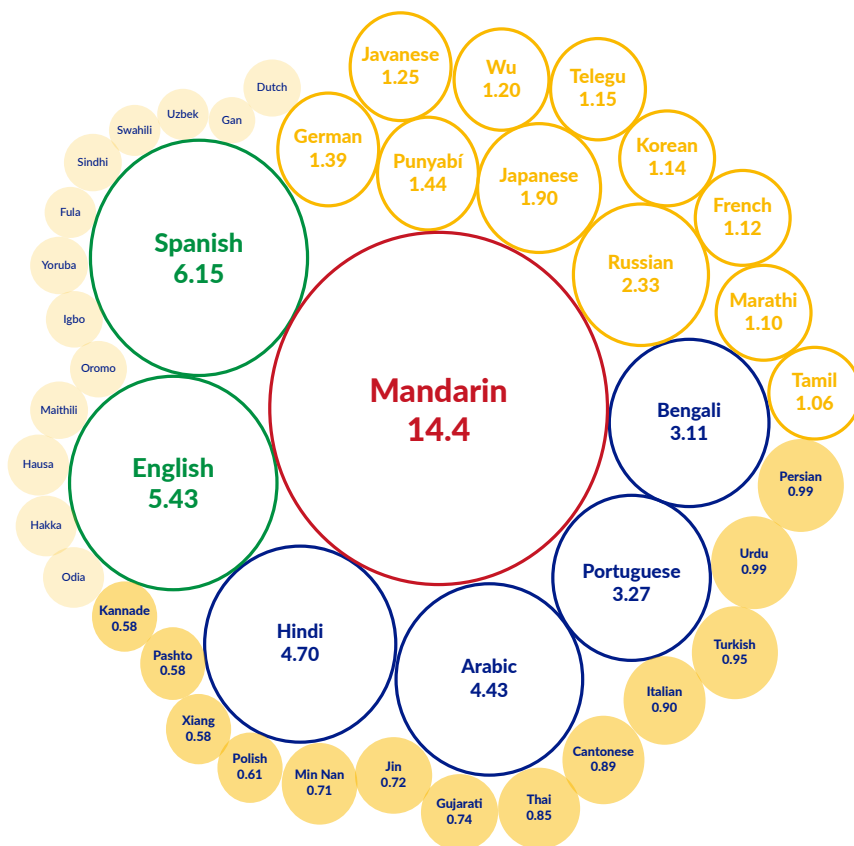 Javanese
1.25
Wu
1.20
Telegu
1.15
Dutch
Uzbek
Gan
Swahili
German
1.39
Punyabí
1.44
Japanese
1.90
Korean
1.14
Sindhi
French
1.12
Fula
Spanish
6.15
Russian
2.33
Yoruba
Marathi
1.10
Igbo
Oromo
Mandarin
14.4
Bengali
3.11
Tamil
1.06
Maithili
Hausa
English
5.43
Persian
0.99
Hakka
Urdu
0.99
Odia
Portuguese
3.27
Kannade
0.58
Hindi
4.70
Arabic
4.43
Turkish
0.95
Pashto
0.58
Italian
0.90
Xiang
0.58
Polish
0.61
Min Nan
0.71
Jin
0.72
Cantonese
0.89
Gujarati
0.74
Thai
0.85